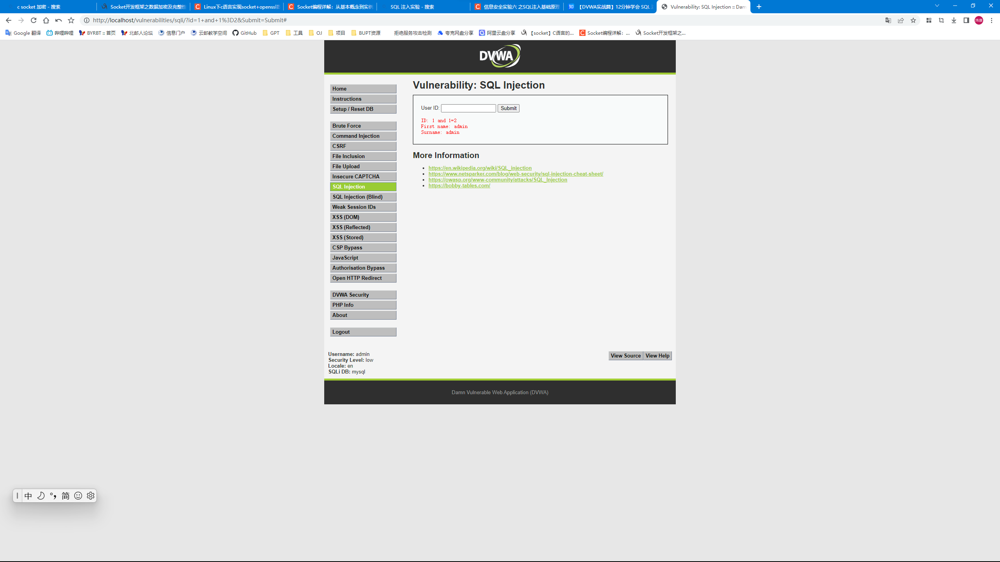 c socket 加密 - 搜索
Socket开发框架之数据加密及完整性
Linux下c语言实现socket+openssl数
Socket编程详解：从基本概念到实例
SQL 注入实验 - 搜索
信息安全实验六 之SQL注入基础原理
【DVWA实战篇】12分钟学会 SQL 注
Vulnerability: SQL Injection :: Dam
http://localhost/vulnerabilities/sqli/?id=1+and+1%3D2&Submit=Submit#
炜康
Google 翻译
哔哩哔哩
BYRBT :: 首页
北邮人论坛
信息门户
云邮教学空间
GitHub
GPT
工具
OJ
项目
BUPT资源
拒绝服务攻击检测
夸克网盘分享
阿里云盘分享
【socket】C语言的...
Socket编程详解：...
Socket开发框架之...
DVWA
Home
Instructions
Setup / Reset DB
Brute Force
Command Injection
CSRF
File Inclusion
File Upload
Insecure CAPTCHA
SQL Injection
SQL Injection (Blind)
Weak Session IDs
XSS (DOM)
XSS (Reflected)
XSS (Stored)
CSP Bypass
JavaScript
Authorisation Bypass
Open HTTP Redirect
DVWA Security
PHP Info
About
Logout
Vulnerability: SQL Injection
User ID:
Submit
ID: 1 and 1=2
First name: admin
Surname: admin
More Information
https://en.wikipedia.org/wiki/SQL_injection
https://www.netsparker.com/blog/web-security/sql-injection-cheat-sheet/
https://owasp.org/www-community/attacks/SQL_Injection
https://bobby-tables.com/
Username: admin
Security Level: low
Locale: en
SQLi DB: mysql
View Source
View Help
Damn Vulnerable Web Application (DVWA)
中
简